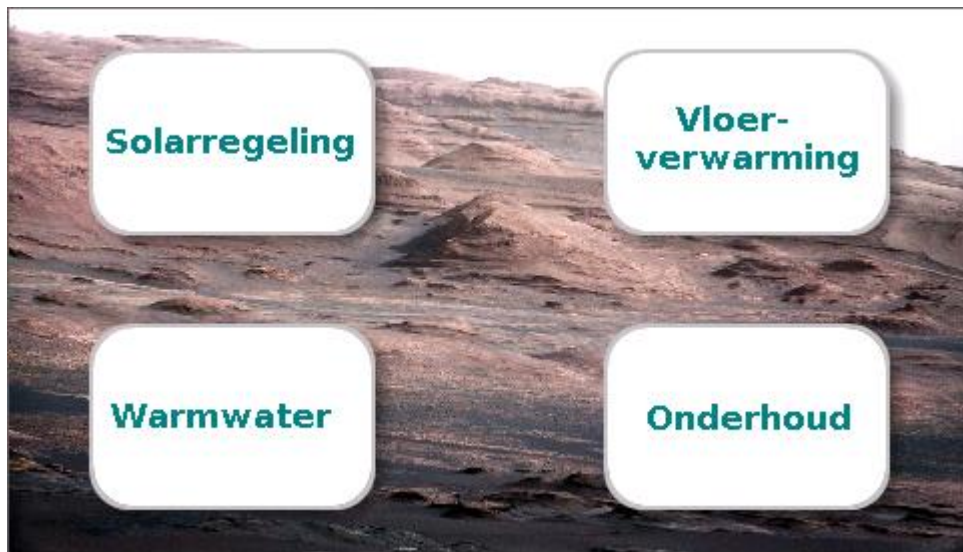 Solarregeling
Vloer-
verwarming
Warmwater
Onderhoud